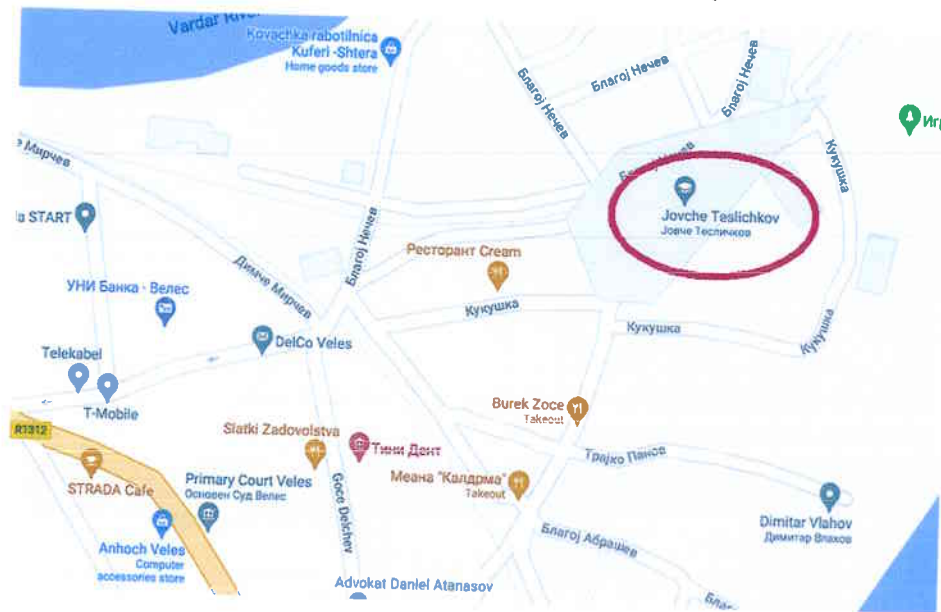 Vardar River
Kovachka rabotilnica
Kuferi -Shtera
Home goods store
Благој Нечев
Благој Нечев
Благој Нечев
Игр
е Мирчев
Кукушка
Jovche Teslichkov
Јовче Тесличков
la START
Благој Нечев
Димче Мирчев
Ресторант Cream
УНИ Банка - Велес
Кукушка
Кукушка
Кукушка
DelCo Veles
Telekabel
T-Mobile
Burek Zoce
Takeout
R1312
Slatki Zadovolstva
Тини Дент
Трајко Панов
STRADA Cafe
Primary Court Veles
Основен Суд Велес
Меана "Калдрма"
Takeout
Goce Delchev
Dimitar Vlahov
Димитар Влахов
Anhoch Veles
Computer
accessories store
Благој Абрашев
Advokat Daniel Atanasov